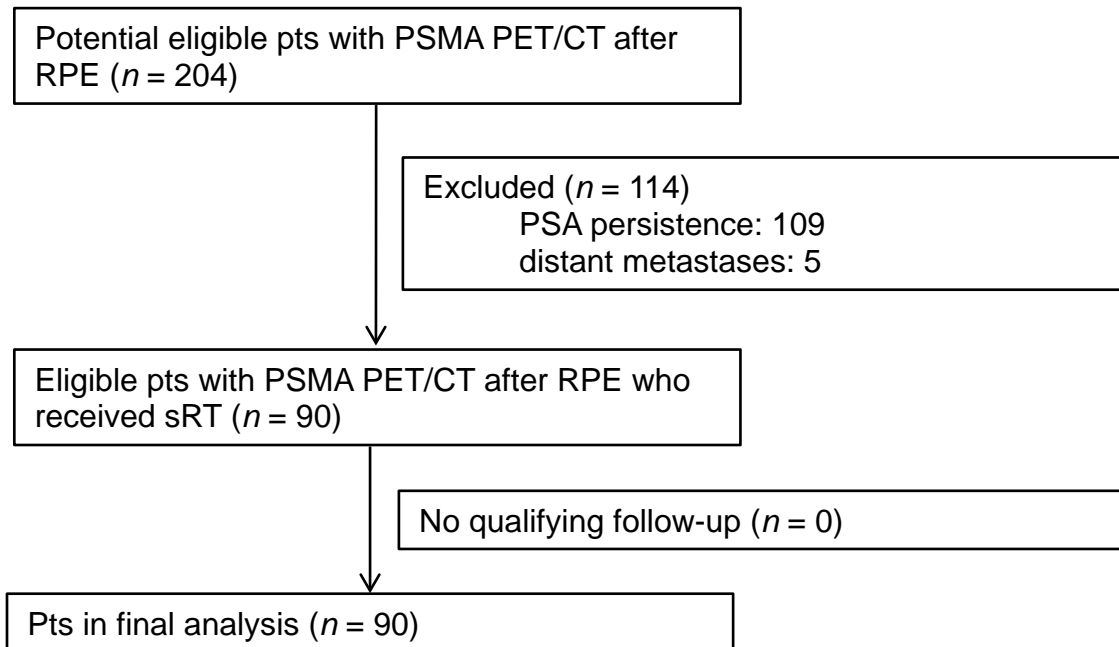 Potential eligible pts with PSMA PET/CT after
RPE (n = 204)
Excluded (n = 114)
PSA persistence: 109
distant metastases: 5
Eligible pts with PSMA PET/CT after RPE who
received sRT (n = 90)
No qualifying follow-up (n = 0)
Pts in final analysis (n = 90)